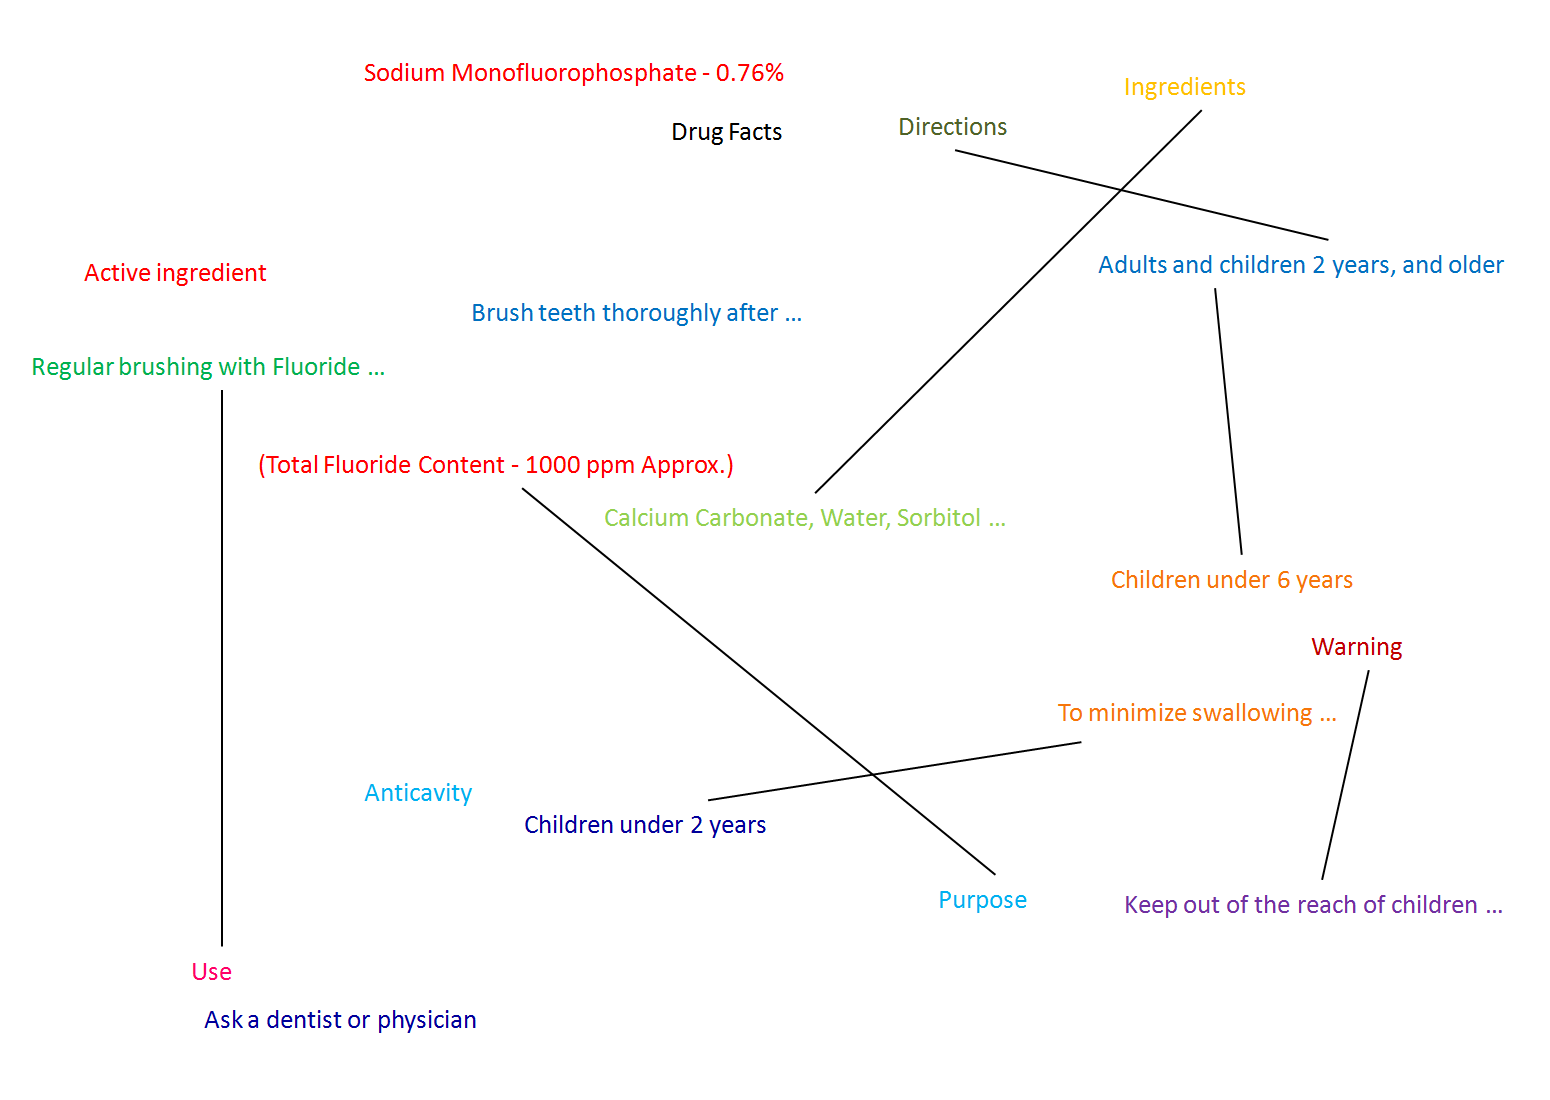 Sodium Monofluorophosphate - 0.76%
Ingredients
Drug Facts
Directions
Active ingredient
Adults and children 2 years, and older
Brush teeth thoroughly after ...
Regular brushing with Fluoride ...
(Total Fluoride Content - 1000 ppm Approx.)
Calcium Carbonate, Water, Sorbitol ...
Children under 6 years
Warning
To minimize swallowing ...
Anticavity
Children under 2 years
Purpose
Keep out of the reach of children ...
Use
Ask a dentist or physician